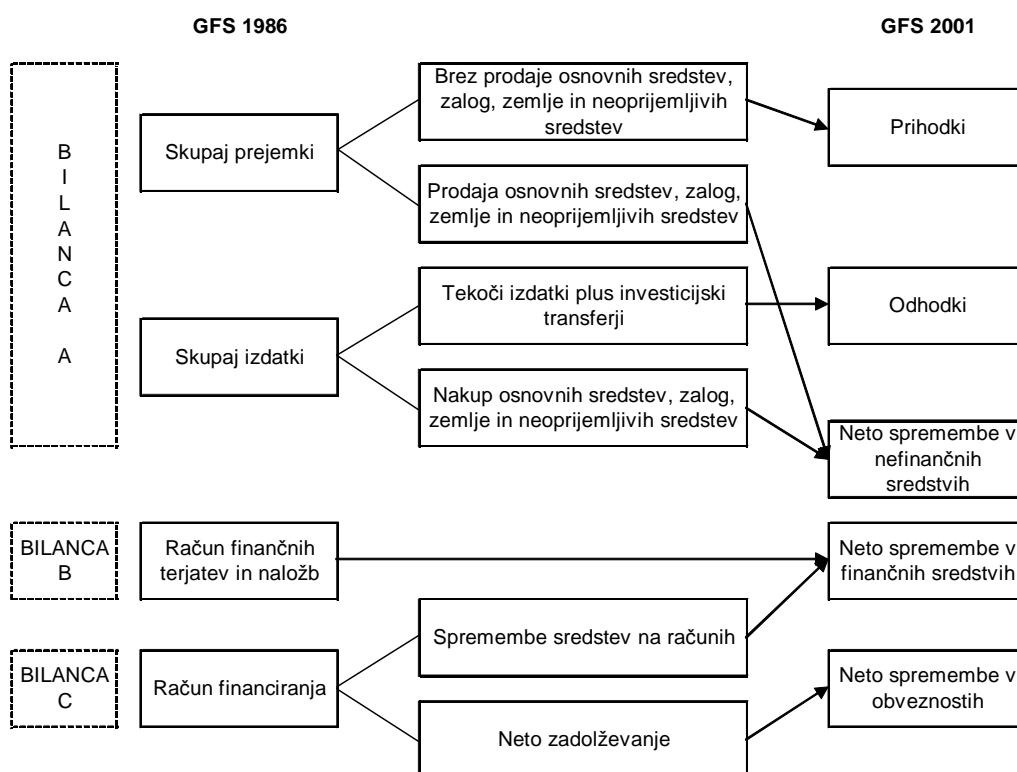 GFS 1986
GFS 2001
B
I
L
A
N
C
A
A
Skupaj prejemki
Brez prodaje osnovnih sredstev,
zalog, zemlje in neoprijemljivih
sredstev
Prihodki
Prodaja osnovnih sredstev, zalog,
zemlje in neoprijemljivih sredstev
Skupaj izdatki
Tekoči izdatki plus investicijski
transferji
Odhodki
Nakup osnovnih sredstev, zalog,
zemlje in neoprijemljivih sredstev
Neto spremembe v
nefinančnih
sredstvih
BILANCA
B
Račun finančnih
terjatev in naložb
Neto spremembe v
finančnih sredstvih
BILANCA
C
Račun financiranja
Spremembe sredstev na računih
Neto spremembe v
obveznostih
Neto zadolževanje